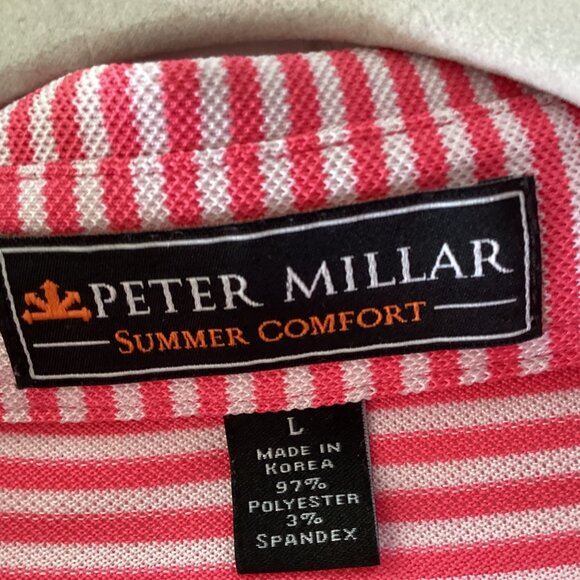 PETER MILLAR
SUMMER COMFORT
L
MADE IN
KOREA
97%
POLYESTER
3%
SPANDEX